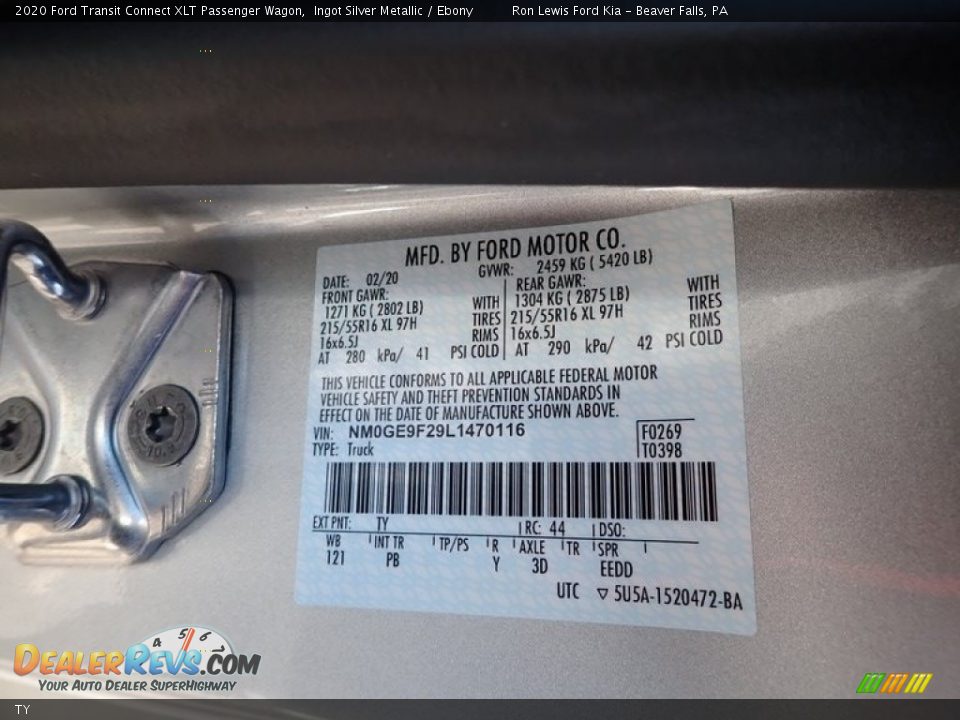 2020 Ford Transit Connect XLT Passenger Wagon, Ingot Silver Metallic / Ebony Ron Lewis Ford Kia - Beaver Falls, PA
MFD. BY FORD MOTOR CO.
DATE: 02/20 GVWR: 2459 KG ( 5420 LB)
FRONT GAWR: REAR GAWR:
1271 KG ( 2802 LB) WITH 1304 KG ( 2875 LB) WITH
215/55R16 XL 97H TIRES 215/55R16 XL 97H TIRES
16x6.5J RIMS 16x6.5J RIMS
AT 280 kPa/ 41 PSI COLD AT 290 kPa/ 42 PSI COLD
THIS VEHICLE CONFORMS TO ALL APPLICABLE FEDERAL MOTOR
VEHICLE SAFETY AND THEFT PREVENTION STANDARDS IN
EFFECT ON THE DATE OF MANUFACTURE SHOWN ABOVE.
VIN: NM0GE9F29L1470116 F0269
TYPE: Truck T0398
EXT PNT: TY RC: 44 DSO:
WB INT TR TP/PS R AXLE TR SPR
121 PB Y 3D EEDD
UTC ▽ 5U5A-1520472-BA
4 5 6
DEALERREVS.COM
YOUR AUTO DEALER SUPERHIGHWAY
TY